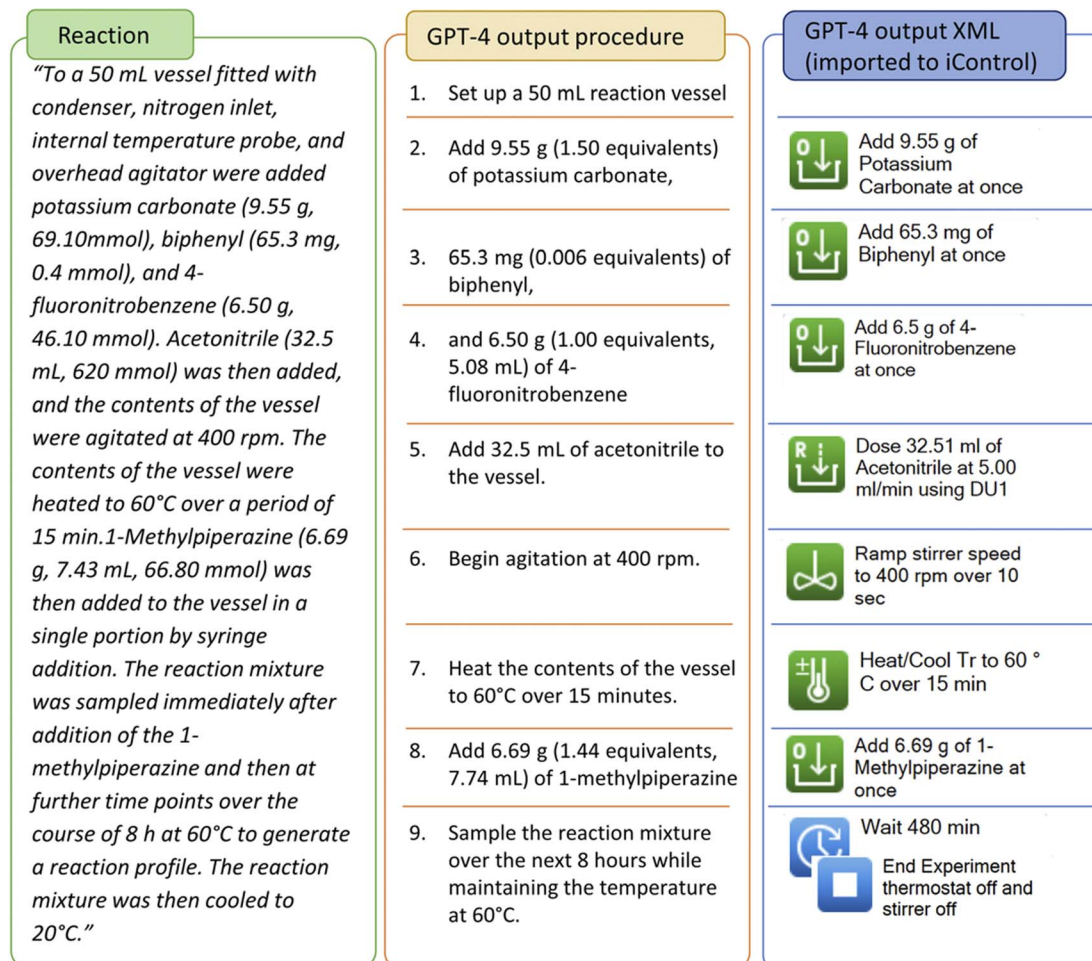 Reaction
“To a 50 mL vessel fitted with
condenser, nitrogen inlet,
internal temperature probe, and
overhead agitator were added
potassium carbonate (9.55 g,
69.10mmol), biphenyl (65.3 mg,
0.4 mmol), and 4-
fluoronitrobenzene (6.50 g,
46.10 mmol). Acetonitrile (32.5
mL, 620 mmol) was then added,
and the contents of the vessel
were agitated at 400 rpm. The
contents of the vessel were
heated to 60°C over a period of
15 min.1-Methylpiperazine (6.69
g, 7.43 mL, 66.80 mmol) was
then added to the vessel in a
single portion by syringe
addition. The reaction mixture
was sampled immediately after
addition of the 1-
methylpiperazine and then at
further time points over the
course of 8 h at 60°C to generate
a reaction profile. The reaction
mixture was then cooled to
20°C.”
GPT-4 output procedure
1. Set up a 50 mL reaction vessel
2. Add 9.55 g (1.50 equivalents)
of potassium carbonate,
3. 65.3 mg (0.006 equivalents) of
biphenyl,
4. and 6.50 g (1.00 equivalents,
5.08 mL) of 4-
fluoronitrobenzene
5. Add 32.5 mL of acetonitrile to
the vessel.
6. Begin agitation at 400 rpm.
7. Heat the contents of the vessel
to 60°C over 15 minutes.
8. Add 6.69 g (1.44 equivalents,
7.74 mL) of 1-methylpiperazine
9. Sample the reaction mixture
over the next 8 hours while
maintaining the temperature
at 60°C.
GPT-4 output XML
(imported to iControl)
O
Add 9.55 g of
Potassium
Carbonate at once
O
Add 65.3 mg of
Biphenyl at once
O
Add 6.5 g of 4-
Fluoronitrobenzene
at once
R
Dose 32.51 ml of
Acetonitrile at 5.00
ml/min using DU1
Ramp stirrer speed
to 400 rpm over 10
sec
±
Heat/Cool Tr to 60 °
C over 15 min
O
Add 6.69 g of 1-
Methylpiperazine at
once
Wait 480 min
End Experiment
thermostat off and
stirrer off